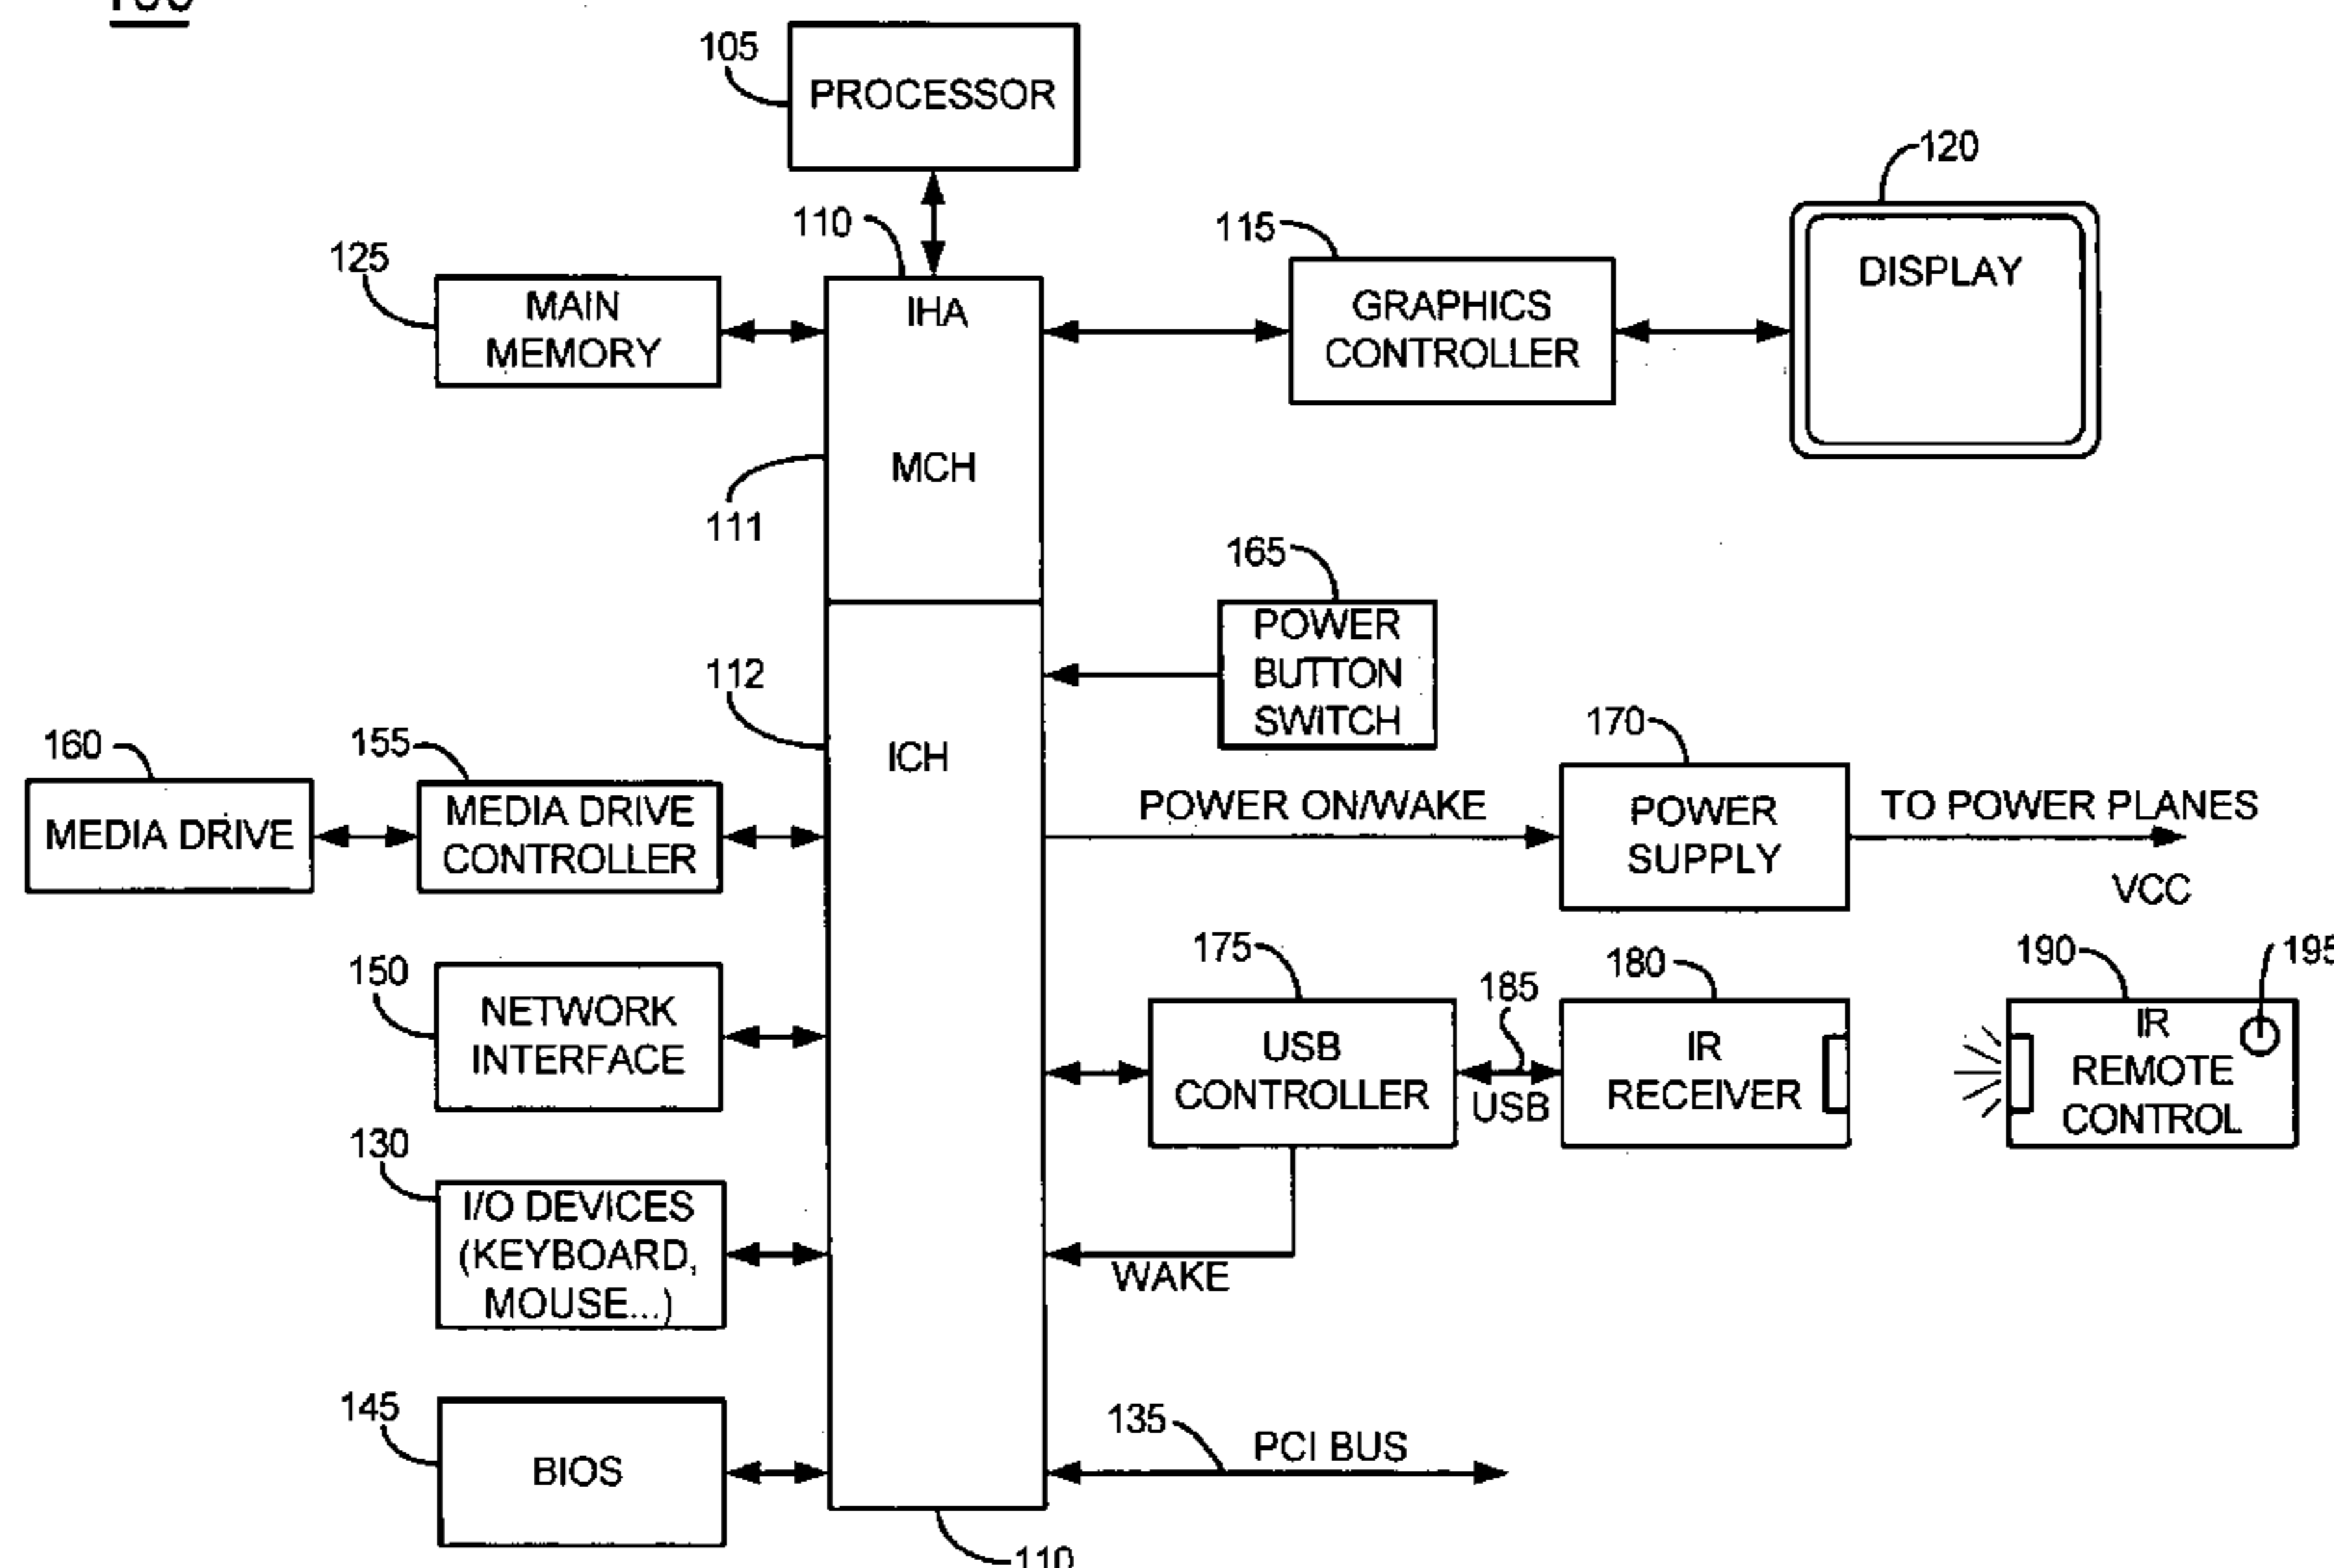 105
PROCESSOR
120
110
115
125
MAIN
MEMORY
IHA
GRAPHICS
CONTROLLER
DISPLAY
MCH
111
165
POWER
BUTTON
SWITCH
112
ICH
160
155
170
MEDIA DRIVE
MEDIA DRIVE
CONTROLLER
POWER ON/WAKE
POWER
SUPPLY
TO POWER PLANES
VCC
150
NETWORK
INTERFACE
175
USB
CONTROLLER
185
USB
180
IR
RECEIVER
190
195
IR
REMOTE
CONTROL
130
I/O DEVICES
(KEYBOARD,
MOUSE...)
WAKE
145
BIOS
135
PCI BUS
110